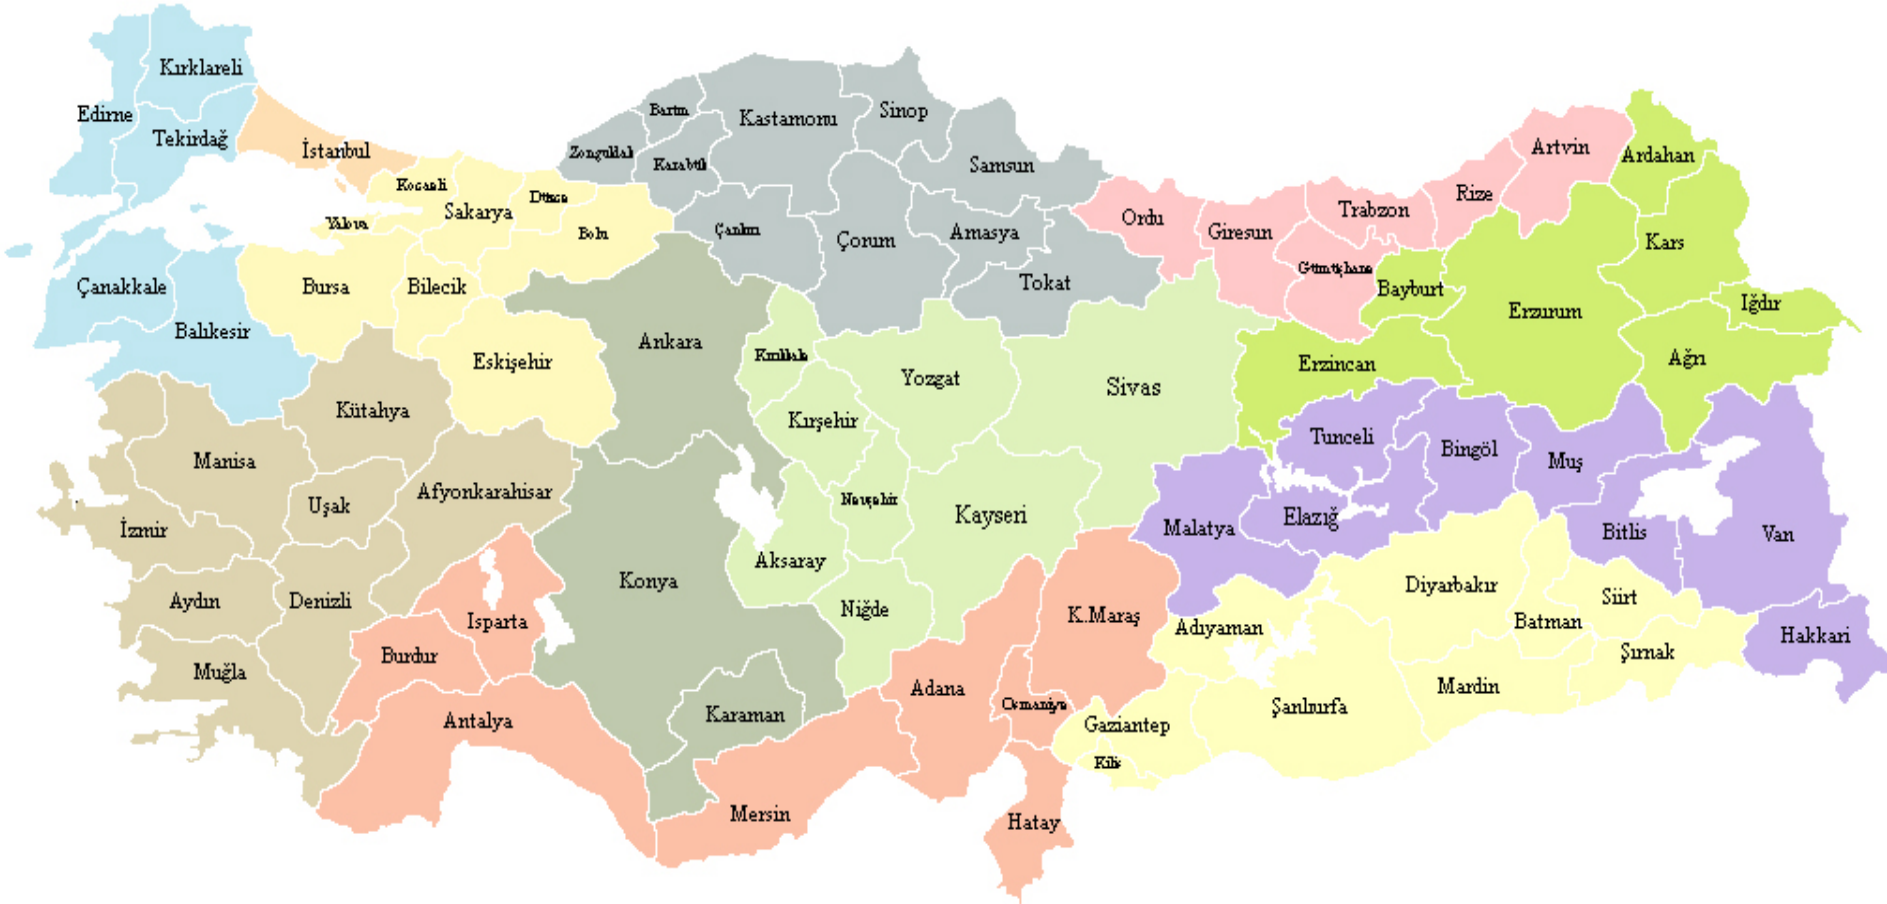 Kırklareli
Edirne
Tekirdağ
İstanbul
Kocaeli
Yalova
Sakarya
Düzce
Bolu
Zonguldak
Bartın
Karabük
Kastamonu
Sinop
Samsun
Çankırı
Çorum
Amasya
Tokat
Ordu
Giresun
Trabzon
Gümüşhane
Rize
Artvin
Ardahan
Kars
Bayburt
Erzurum
Iğdır
Ağrı
Erzincan
Çanakkale
Balıkesir
Bursa
Bilecik
Eskişehir
Ankara
Kırıkkale
Kırşehir
Yozgat
Sivas
Kütahya
Manisa
Uşak
Afyonkarahisar
İzmir
Aydın
Denizli
Muğla
Burdur
Isparta
Antalya
Konya
Karaman
Aksaray
Nevşehir
Niğde
Kayseri
Mersin
Adana
Osmaniye
Hatay
K.Maraş
Malatya
Elazığ
Tunceli
Bingöl
Muş
Bitlis
Van
Hakkari
Adıyaman
Gaziantep
Kilis
Şanlıurfa
Diyarbakır
Mardin
Batman
Siirt
Şırnak